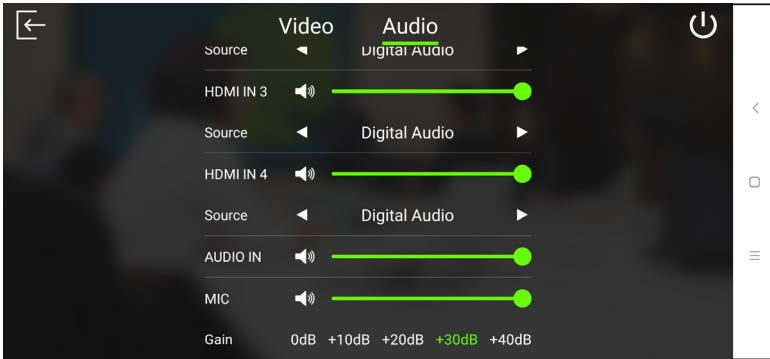 Video Audio
Source Digital Audio
HDMI IN 3
Source Digital Audio
HDMI IN 4
Source Digital Audio
AUDIO IN
MIC
Gain 0dB +10dB +20dB +30dB +40dB